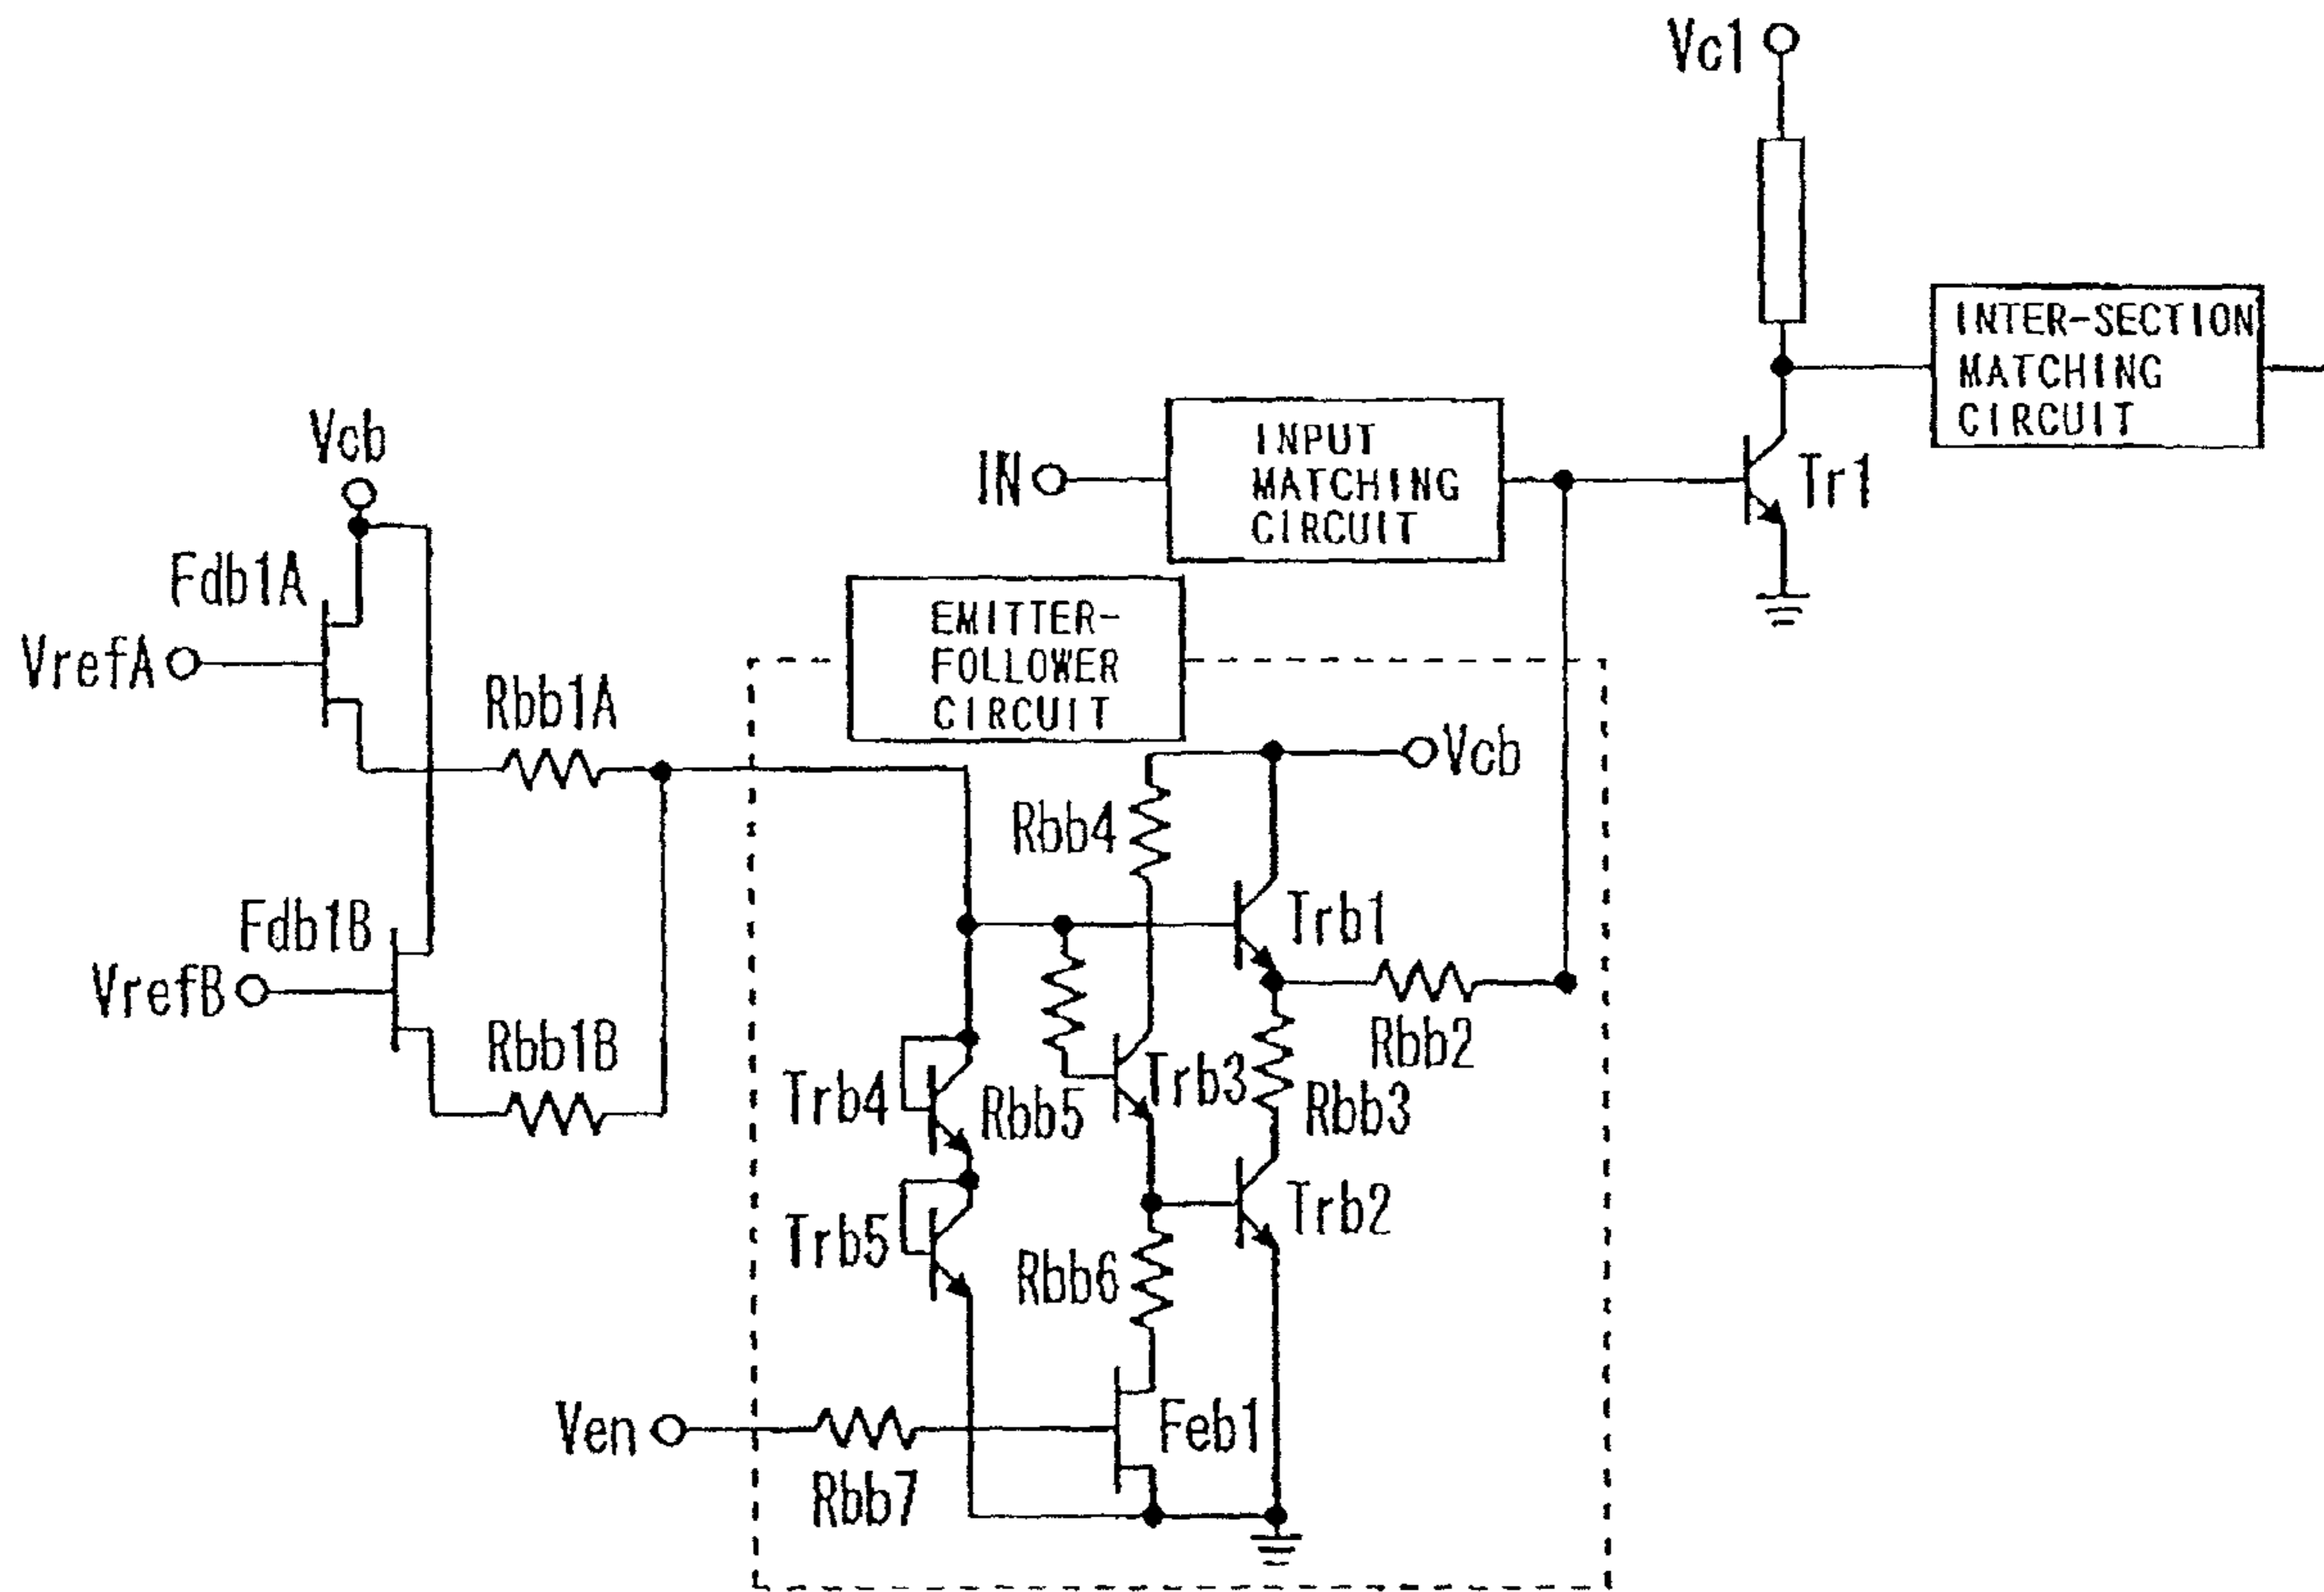 Vc1
INTER-SECTION
MATCHING
CIRCUIT
Vcb
IN
INPUT
MATCHING
CIRCUIT
Tr1
Fdb1A
VrefA
EMITTER-
FOLLOWER
CIRCUIT
Rbb1A
Vcb
Rbb4
Fdb1B
Trb1
VrefB
Rbb1B
Rbb2
Trb4
Rbb5
Trb3
Rbb3
Trb5
Trb2
Rbb6
Ven
Feb1
Rbb7